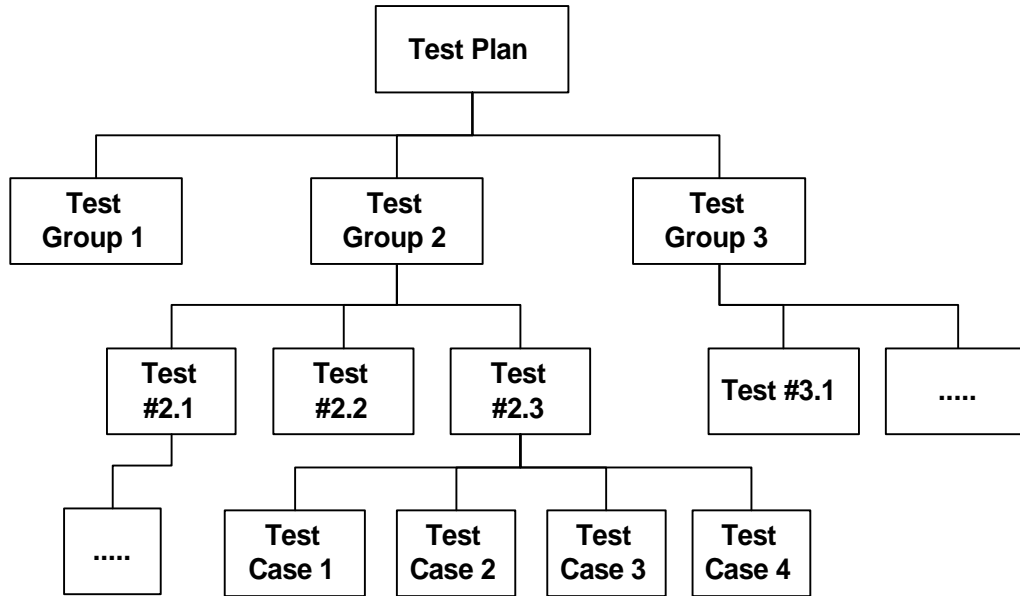 Test Plan
Test
Group 1
Test
Group 2
Test
Group 3
Test
#2.1
Test
#2.2
Test
#2.3
Test #3.1
.....
.....
Test
Case 1
Test
Case 2
Test
Case 3
Test
Case 4